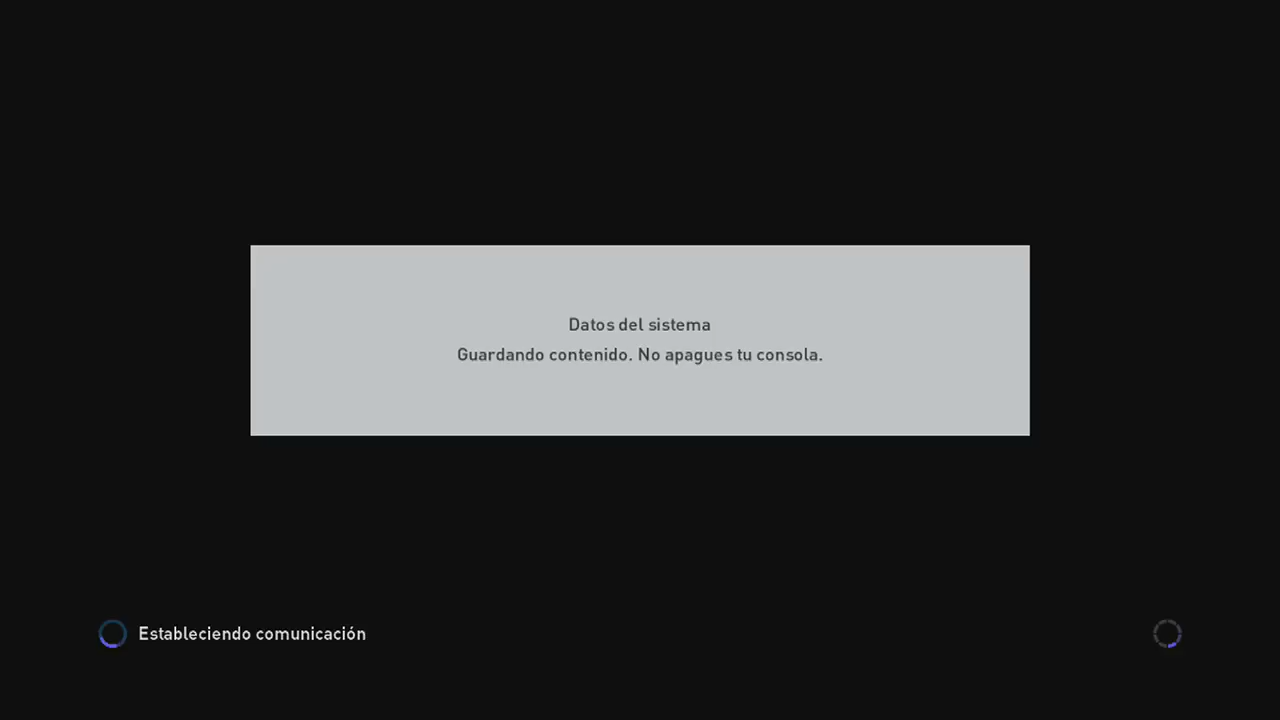 Datos del sistema
Guardando contenido. No apagues tu consola.
Estableciendo comunicación